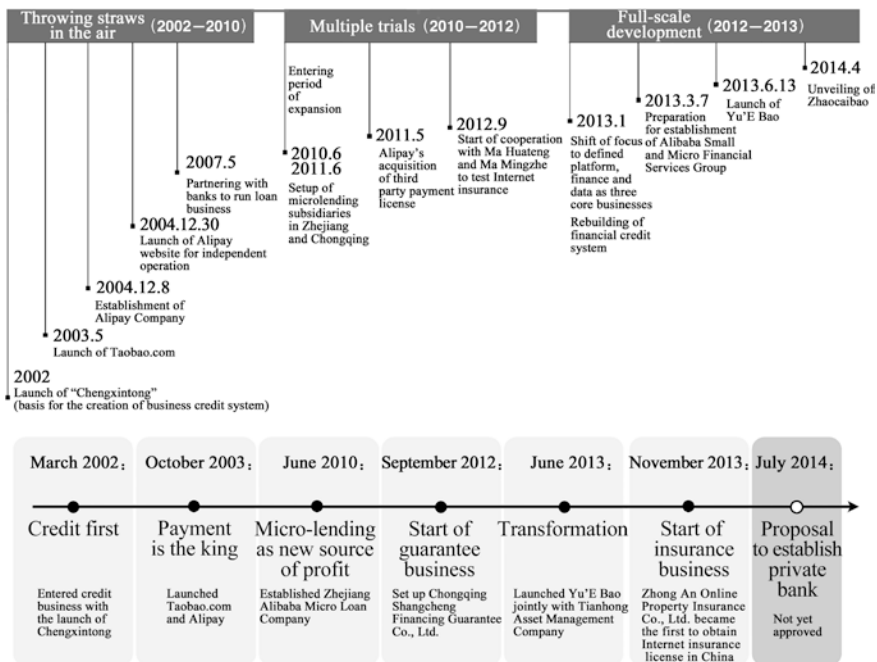 Throwing straws
in the air (2002—2010)
2002
Launch of “Chengxintong”
(basis for the creation of business credit system)
2003.5
Launch of Taobao.com
2004.12.8
Establishment of
Alipay Company
2004.12.30
Launch of Alipay
website for independent
operation
2007.5
Partnering with
banks to run loan
business
Multiple trials (2010—2012)
Entering
period
of
expansion
2010.6
2011.6
Setup of
microlending
subsidiaries
in Zhejiang
and Chongqing
2011.5
Alipay’s
acquisition
of third
party payment
license
2012.9
Start of cooperation
with Ma Huateng
and Ma Mingzhe
to test Internet
insurance
Full-scale
development (2012—2013)
2013.1
Shift of focus
to defined
platform,
finance and
data as three
core businesses
Rebuilding of
financial credit
system
2013.3.7
Preparation
for establishment
of Alibaba Small
and Micro Financial
Services Group
2013.6.13
Launch of
Yu’E Bao
2014.4
Unveiling of
Zhaocaibao
March 2002:
Credit first
Entered credit
business with
the launch of
Chengxintong
October 2003:
Payment
is the king
Launched
Taobao.com
and Alipay
June 2010:
Micro-lending
as new source
of profit
Established Zhejiang
Alibaba Micro Loan
Company
September 2012:
Start of
guarantee
business
Set up Chongqing
Shangcheng
Financing Guarantee
Co., Ltd.
June 2013:
Transformation
Launched Yu’E Bao
jointly with Tianhong
Asset Management
Company
November 2013:
Start of
insurance
business
Zhong An Online
Property Insurance
Co., Ltd. became
the first to obtain
Internet insurance
license in China
July 2014:
Proposal
to establish
private
bank
Not yet
approved